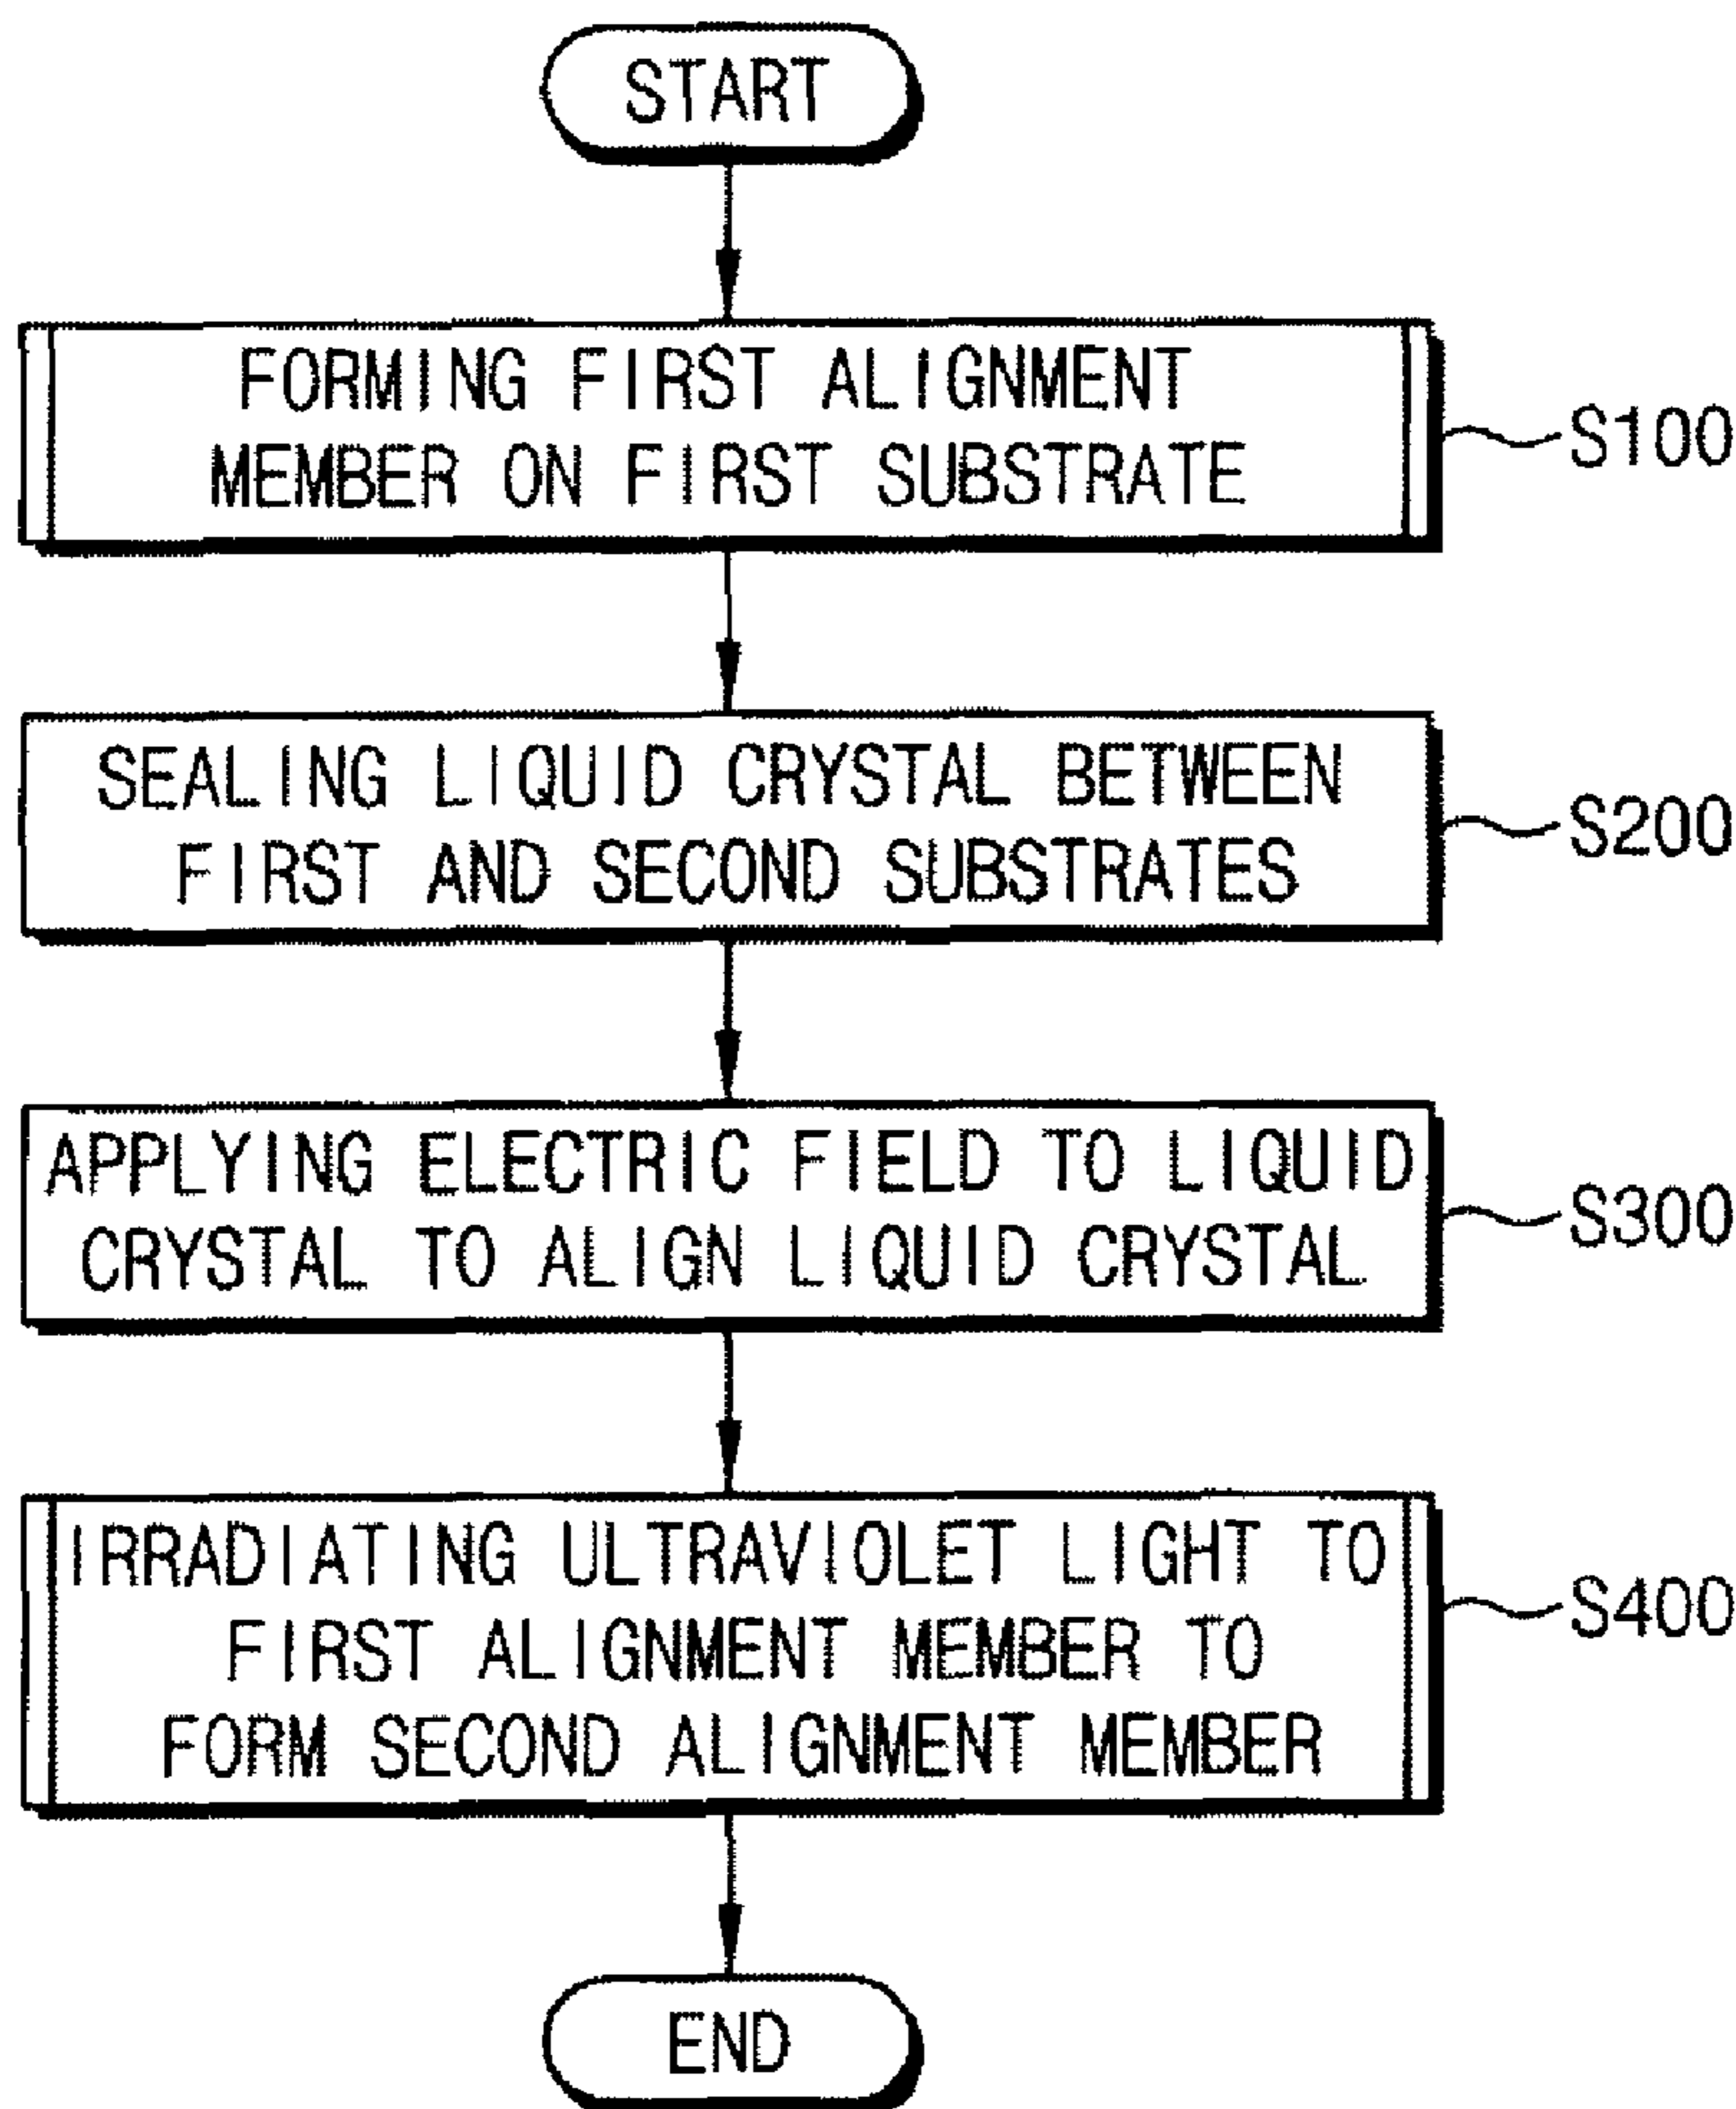 START
FORMING FIRST ALIGNMENT
MEMBER ON FIRST SUBSTRATE
S100
SEALING LIQUID CRYSTAL BETWEEN
FIRST AND SECOND SUBSTRATES
S200
APPLYING ELECTRIC FIELD TO LIQUID
CRYSTAL TO ALIGN LIQUID CRYSTAL
S300
IRRADIATING ULTRAVIOLET LIGHT TO
FIRST ALIGNMENT MEMBER TO
FORM SECOND ALIGNMENT MEMBER
S400
END